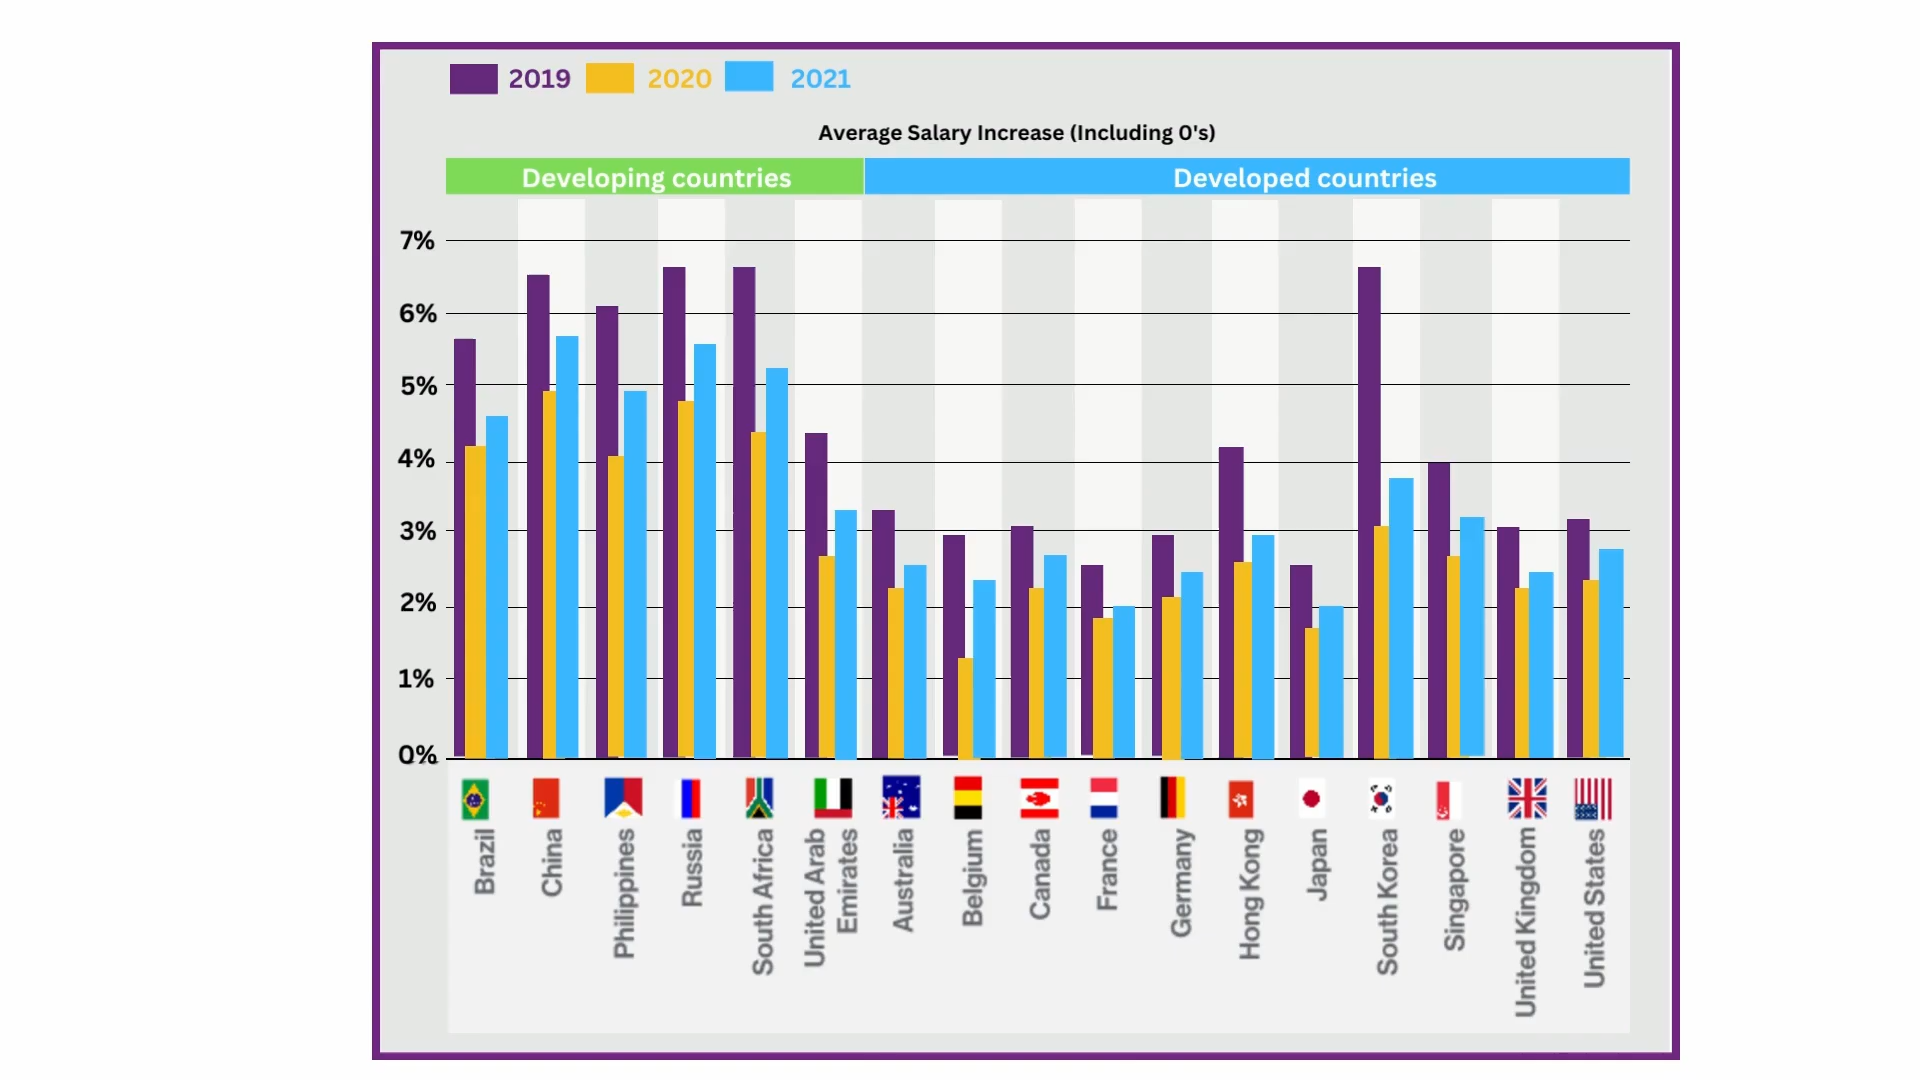 2019 2020 2021
Average Salary Increase (Including 0's)
Developing countries Developed countries
7%
6%
5%
4%
3%
2%
1%
0%
Brazil
China
Philippines
Russia
South Africa
United Arab
Emirates
Australia
Belgium
Canada
France
Germany
Hong Kong
Japan
South Korea
Singapore
United Kingdom
United States